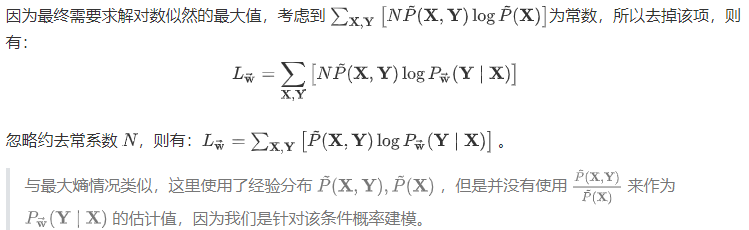 因为最终需要求解对数似然的最大值，考虑到 $\sum_{\mathbf{X},\mathbf{Y}} \left[ N\tilde{P}(\mathbf{X},\mathbf{Y}) \log \tilde{P}(\mathbf{X}) \right]$为常数，所以去掉该项，则
有：
$L_{\vec{\mathbf{w}}} = \sum_{\mathbf{X},\mathbf{Y}} \left[ N\tilde{P}(\mathbf{X},\mathbf{Y}) \log P_{\vec{\mathbf{w}}}(\mathbf{Y} \mid \mathbf{X}) \right]$
忽略约去常系数 $N$，则有：$L_{\vec{\mathbf{w}}} = \sum_{\mathbf{X},\mathbf{Y}} \left[ \tilde{P}(\mathbf{X},\mathbf{Y}) \log P_{\vec{\mathbf{w}}}(\mathbf{Y} \mid \mathbf{X}) \right]$ 。
与最大熵情况类似，这里使用了经验分布 $\tilde{P}(\mathbf{X},\mathbf{Y}), \tilde{P}(\mathbf{X})$ ，但是并没有使用 $\frac{\tilde{P}(\mathbf{X},\mathbf{Y})}{\tilde{P}(\mathbf{X})}$ 来作为
$P_{\vec{\mathbf{w}}}(\mathbf{Y} \mid \mathbf{X})$ 的估计值，因为我们是针对该条件概率建模。